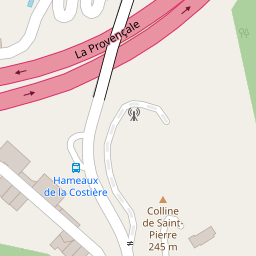 La Provençale
Hameaux
de la Costière
Colline
de Saint-
Pierre
245 m